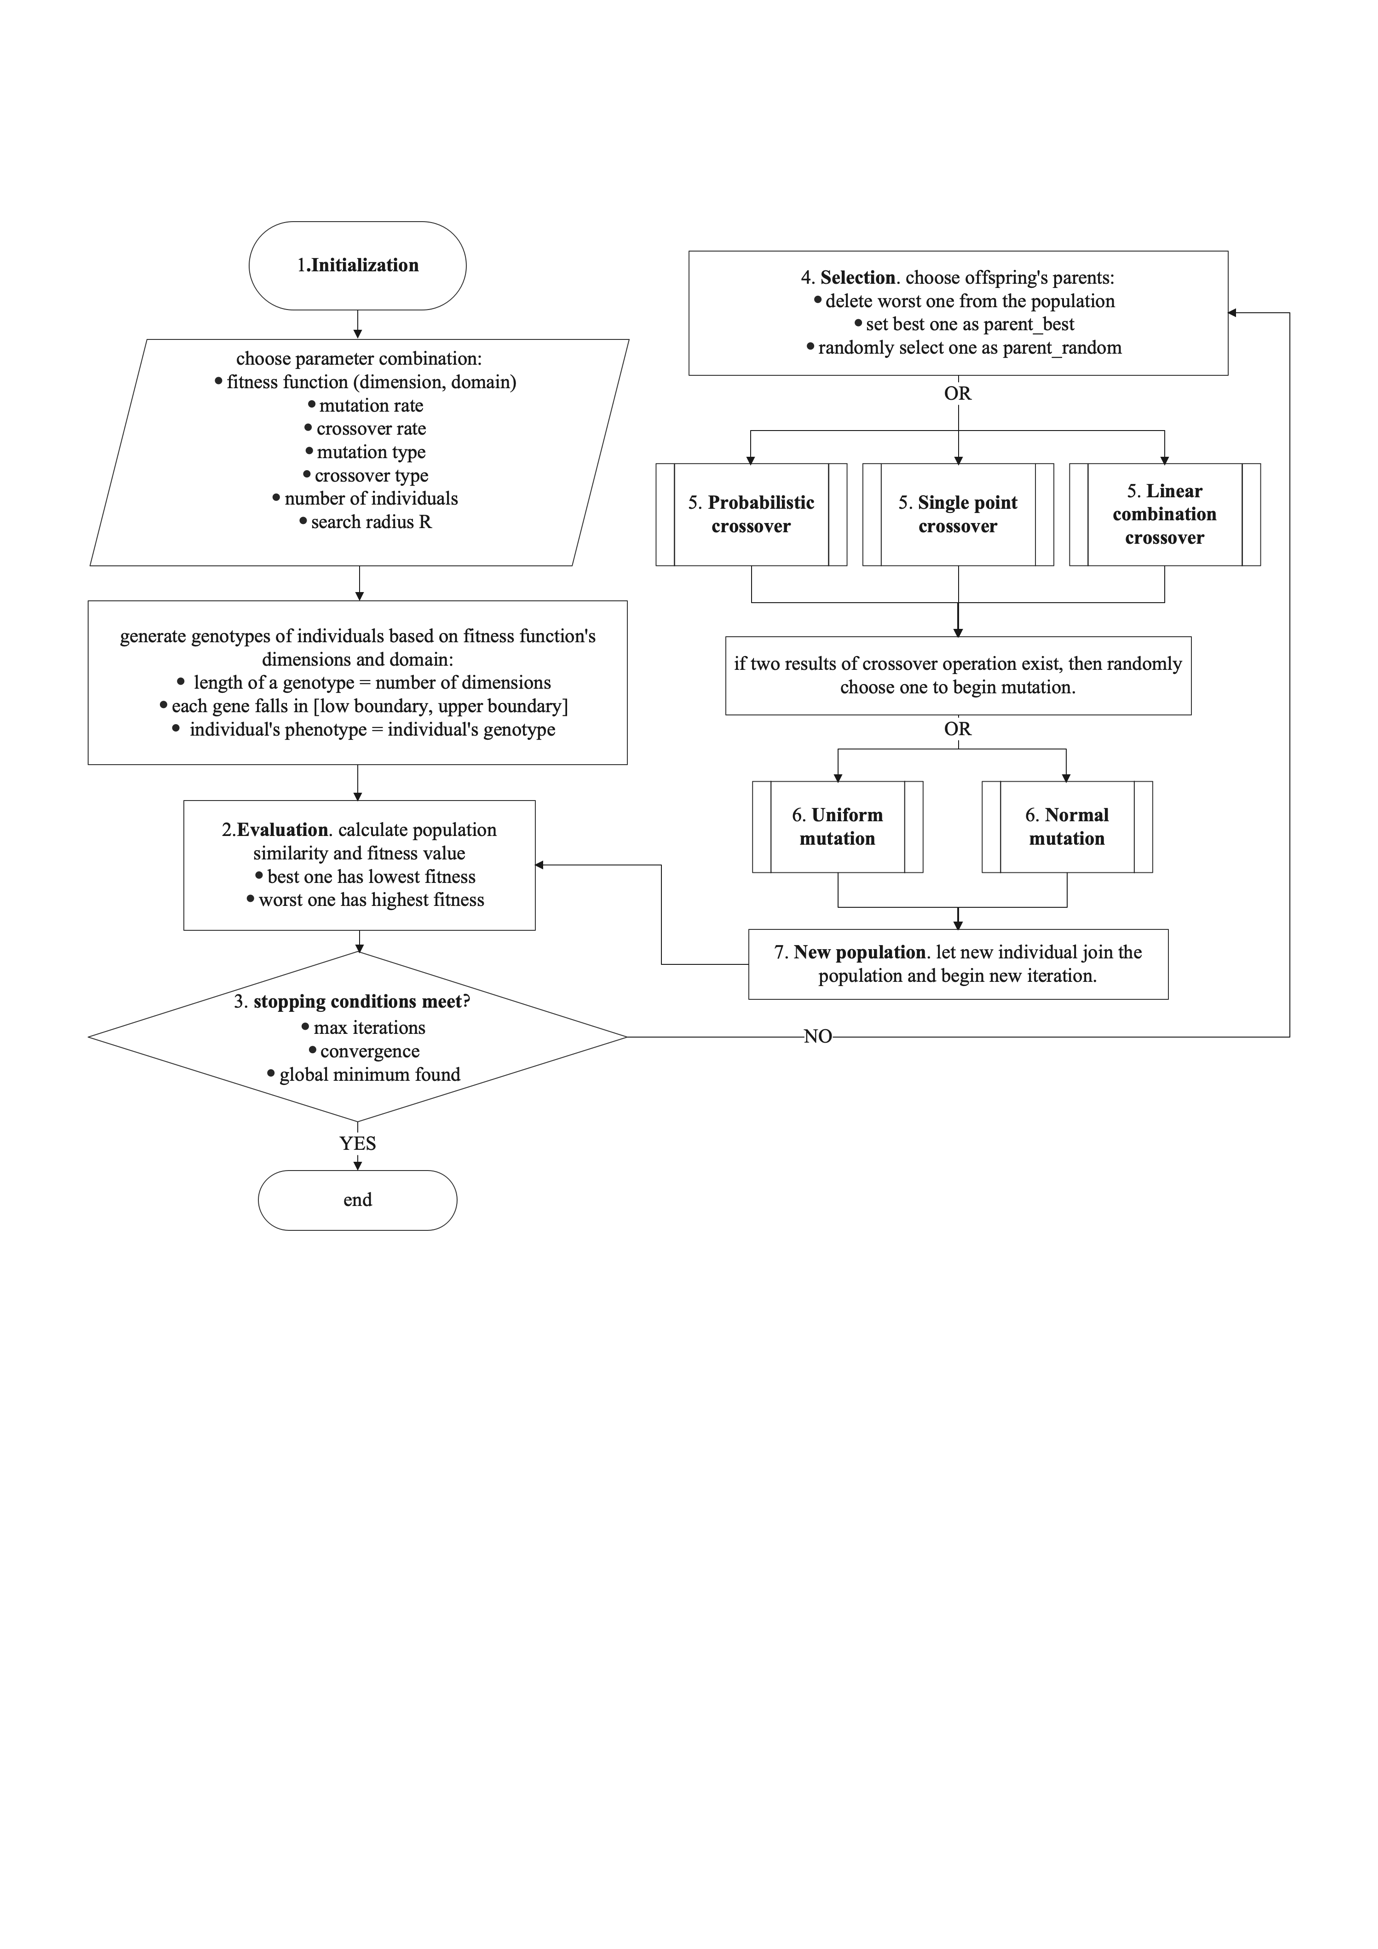 1.Initialization
choose parameter combination:
• fitness function (dimension, domain)
• mutation rate
• crossover rate
• mutation type
• crossover type
• number of individuals
• search radius R
generate genotypes of individuals based on fitness function's
dimensions and domain:
• length of a genotype = number of dimensions
• each gene falls in [low boundary, upper boundary]
• individual's phenotype = individual's genotype
2.Evaluation. calculate population
similarity and fitness value
• best one has lowest fitness
• worst one has highest fitness
3. stopping conditions meet?
• max iterations
• convergence
• global minimum found
NO
YES
end
4. Selection. choose offspring's parents:
• delete worst one from the population
• set best one as parent_best
• randomly select one as parent_random
OR
5. Probabilistic
crossover
5. Single point
crossover
5. Linear
combination
crossover
if two results of crossover operation exist, then randomly
choose one to begin mutation.
OR
6. Uniform
mutation
6. Normal
mutation
7. New population. let new individual join the
population and begin new iteration.